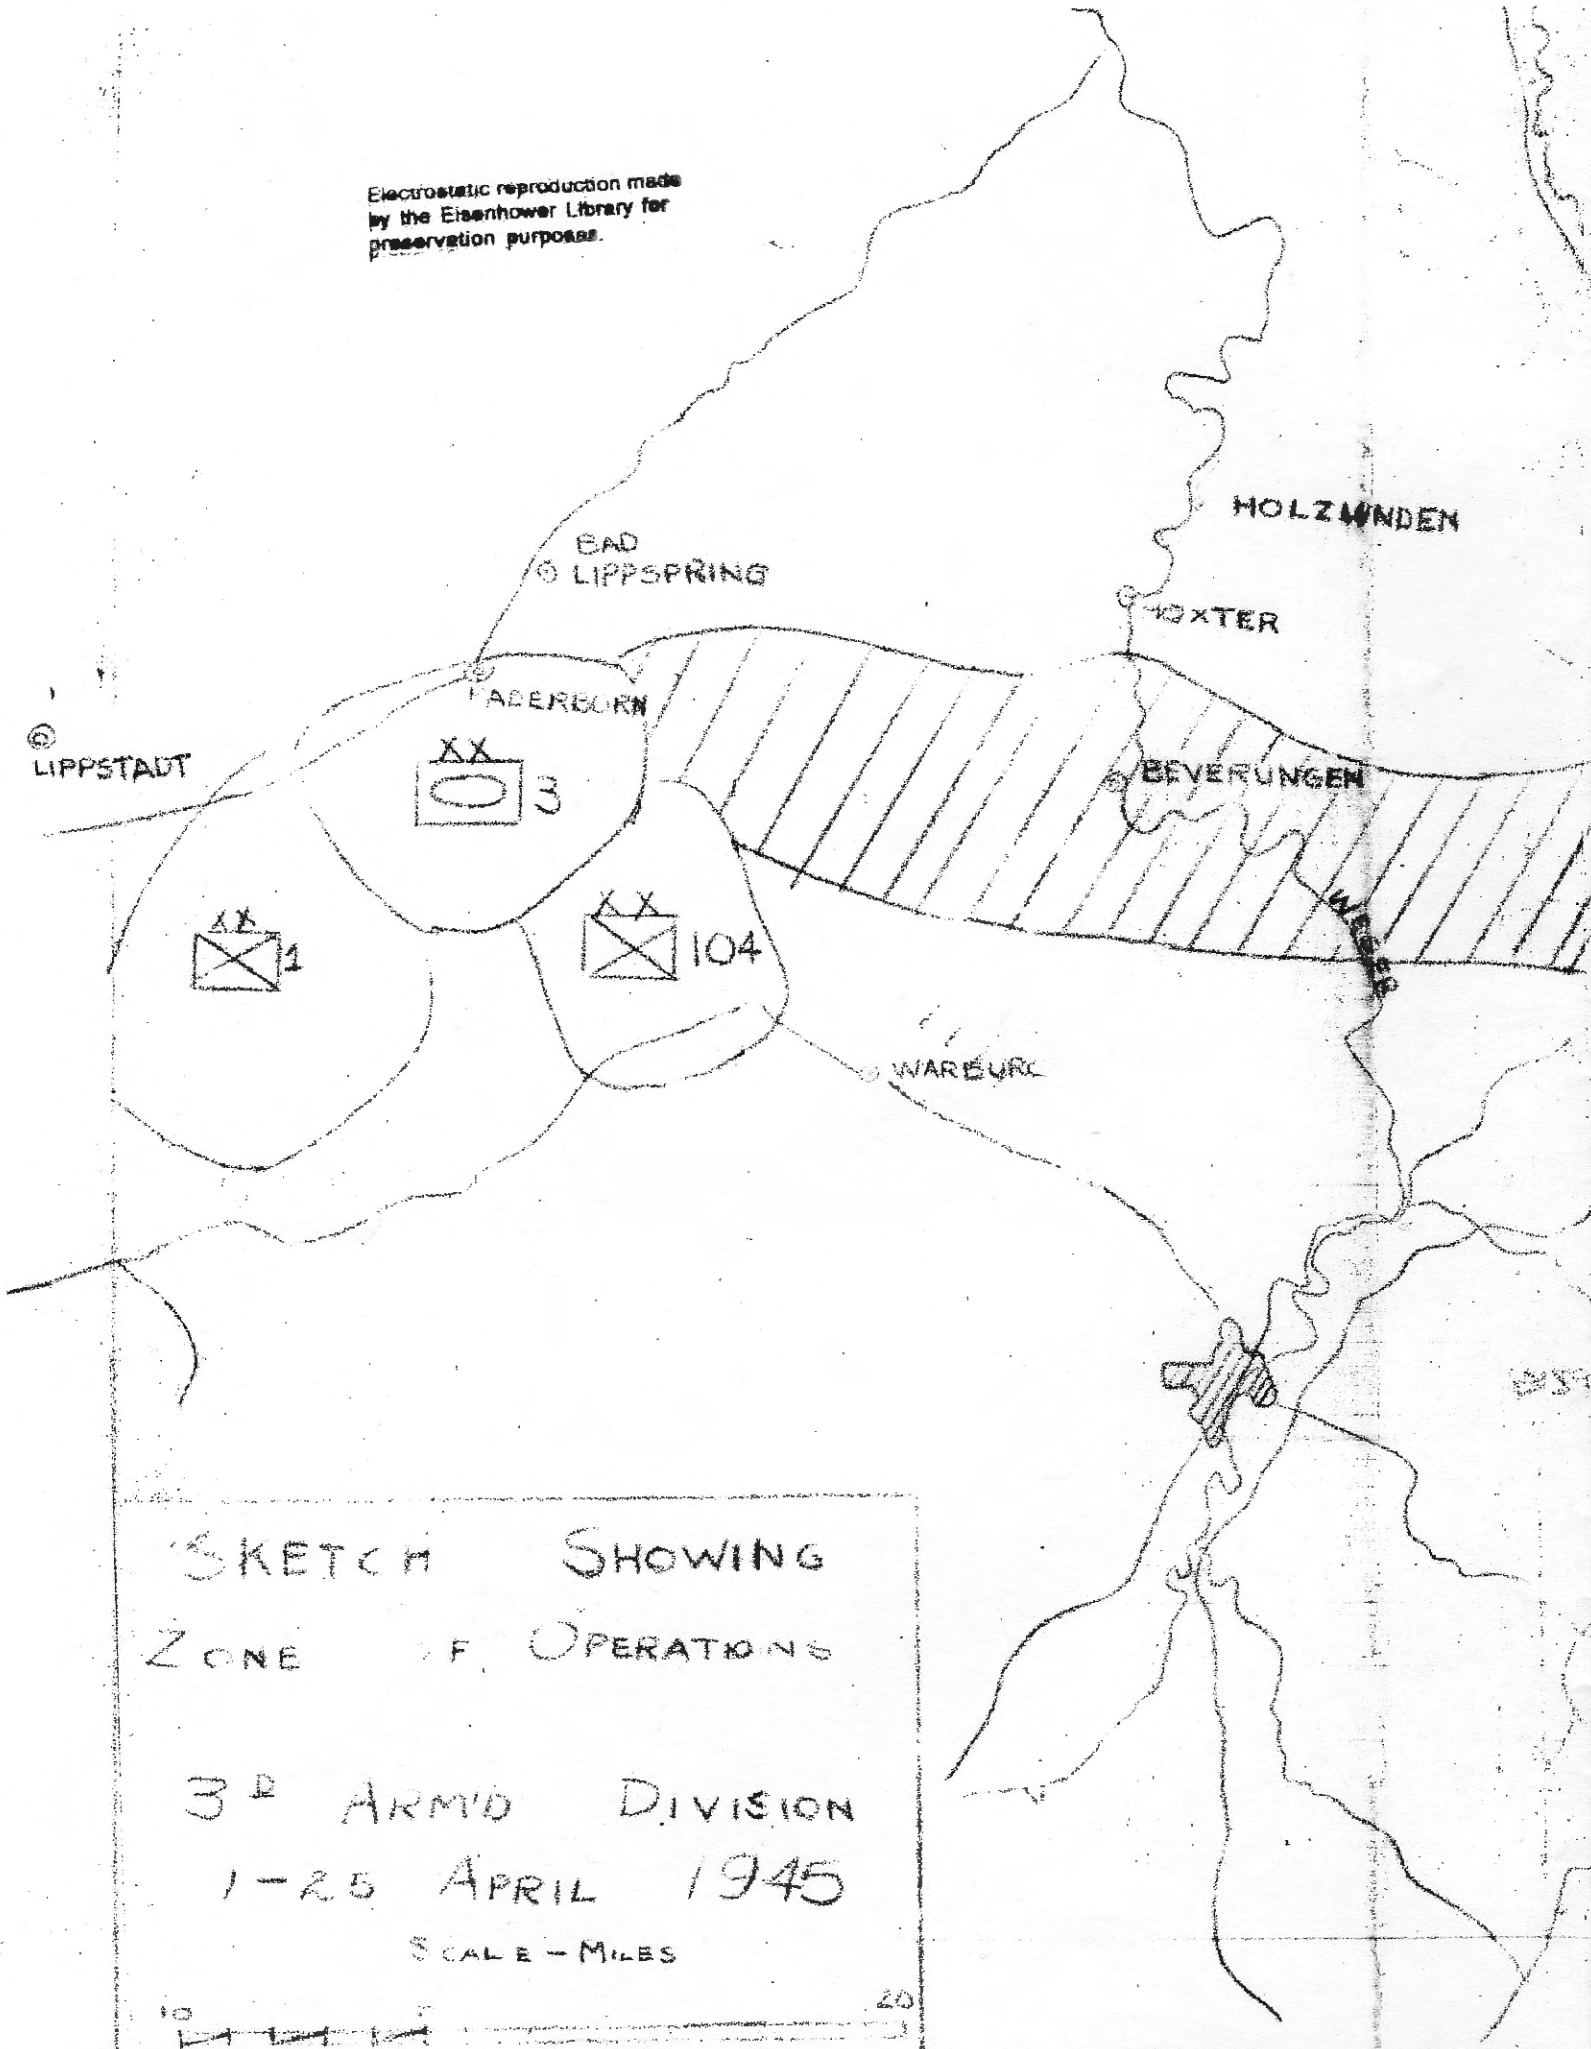 Electrostatic reproduction made
by the Eisenhower Library for
preservation purposes.
BAD
LIPPSPRING
HOLZMINDEN
HOXTER
PADERBORN
LIPPSTADT
XX
3
BEVERUNGEN
XX
1
XX
104
WESER
WARBURG
SKETCH SHOWING
ZONE OF OPERATIONS
3D ARM'D DIVISION
1-25 APRIL 1945
SCALE - MILES
10 20